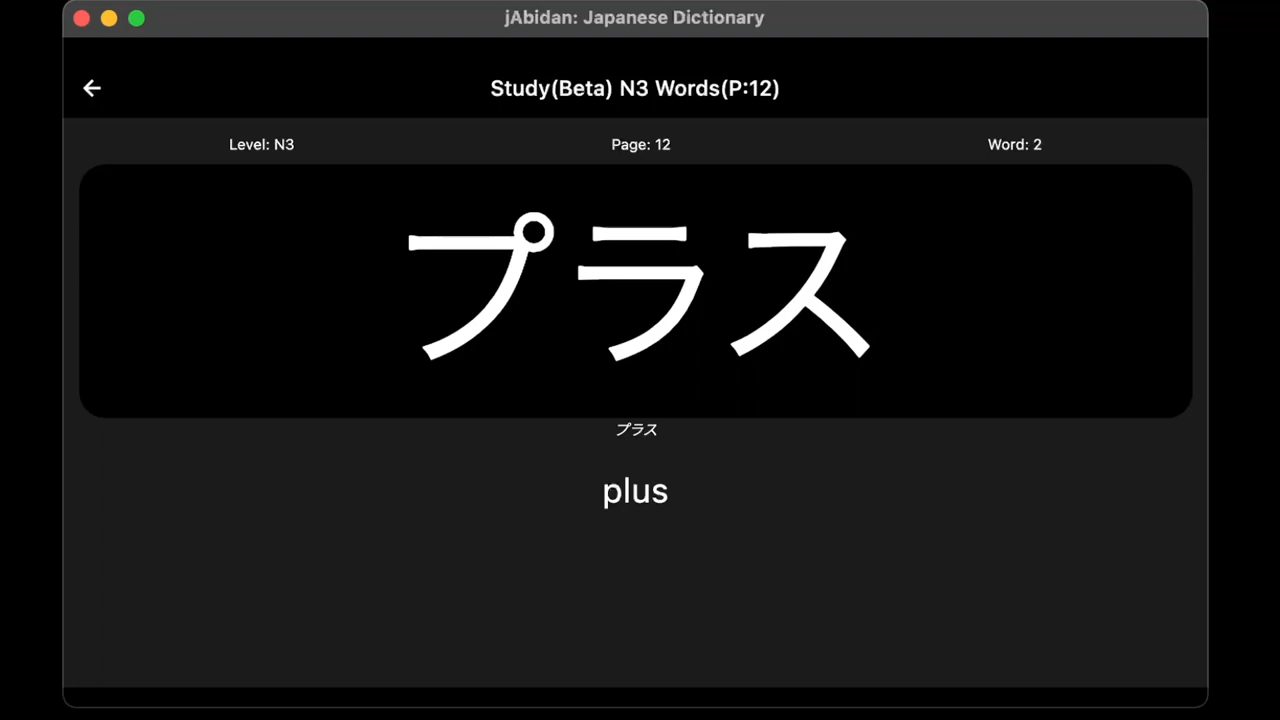 jAbidan: Japanese Dictionary
Study(Beta) N3 Words(P:12)
Level: N3 Page: 12 Word: 2
プラス
プラス
plus